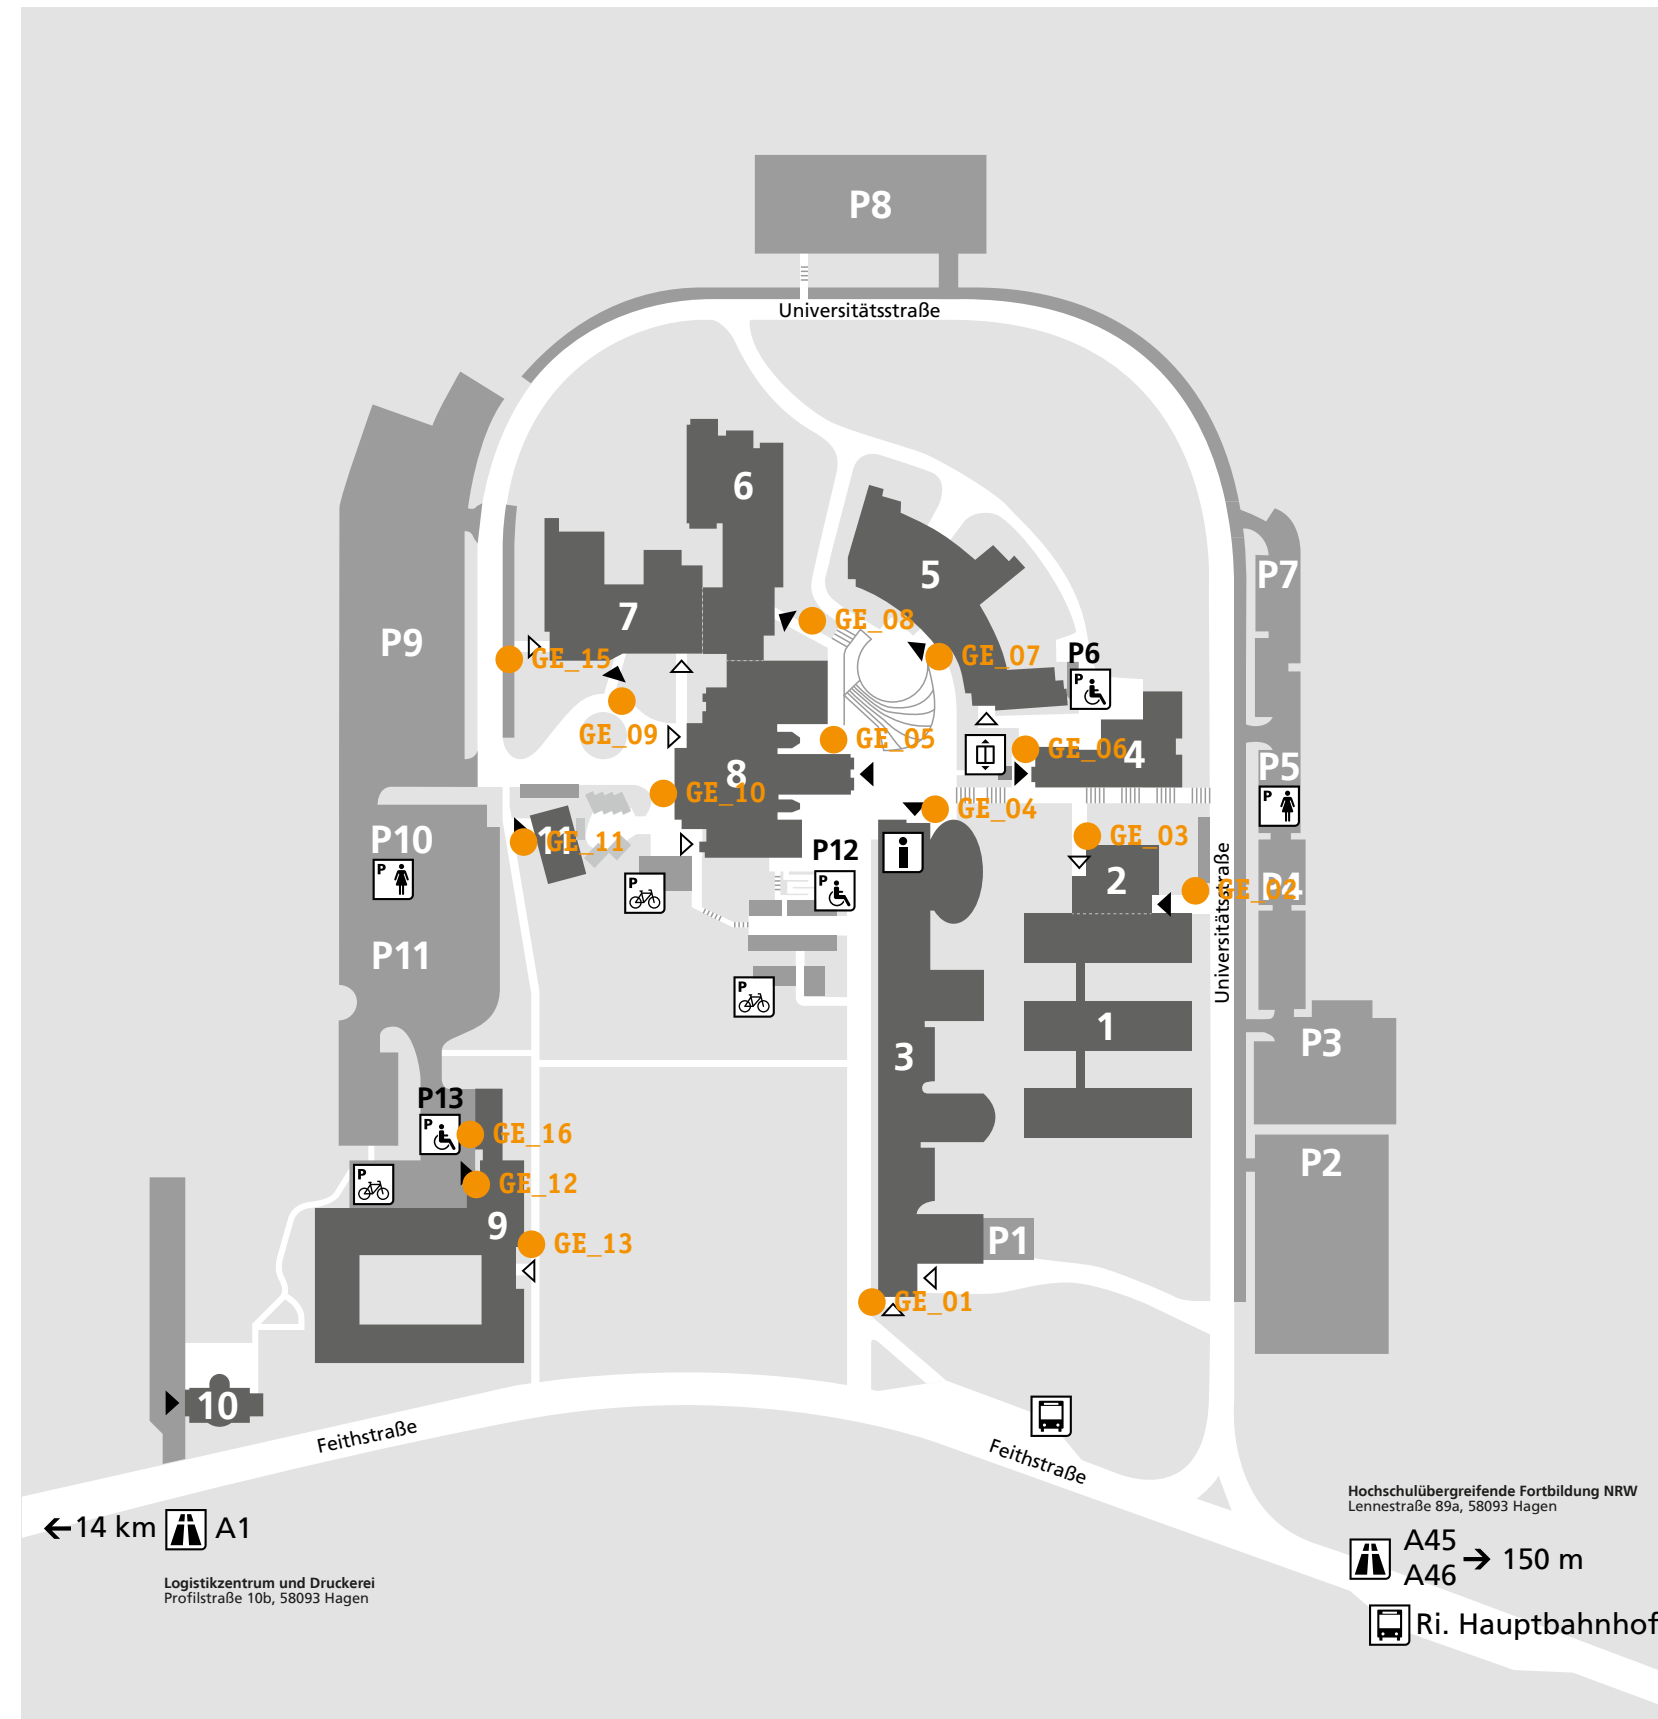 P8
Universitätsstraße
6
5
P7
7
GE_08
P9
GE_15
GE_07
P6
P
GE_09
GE_05
GE_06
4
8
P5
P
GE_10
GE_04
P10
11
GE_11
GE_03
P12
P
P
P
2
P4
GE_02
Universitätsstraße
P11
P
1
3
P3
P13
P
GE_16
P2
P
GE_12
9
GE_13
P1
GE_01
10
Feithstraße
Feithstraße
Hochschulübergreifende Fortbildung NRW
Lennestraße 89a, 58093 Hagen
14 km
A1
A45
A46
150 m
Logistikzentrum und Druckerei
Profilstraße 10b, 58093 Hagen
Ri. Hauptbahnhof